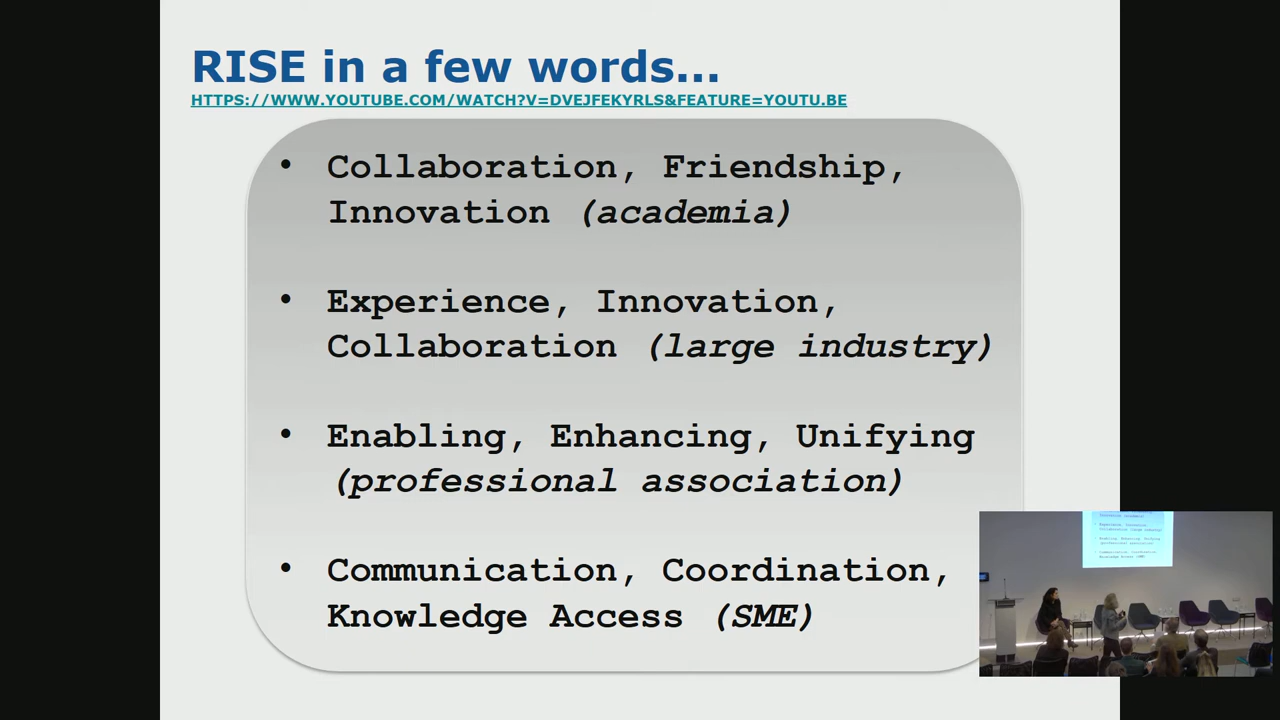 RISE in a few words...
HTTPS://WWW.YOUTUBE.COM/WATCH?V=DVEJFEKYRLS&FEATURE=YOUTU.BE
• Collaboration, Friendship,
Innovation (academia)
• Experience, Innovation,
Collaboration (large industry)
• Enabling, Enhancing, Unifying
(professional association)
• Communication, Coordination,
Knowledge Access (SME)